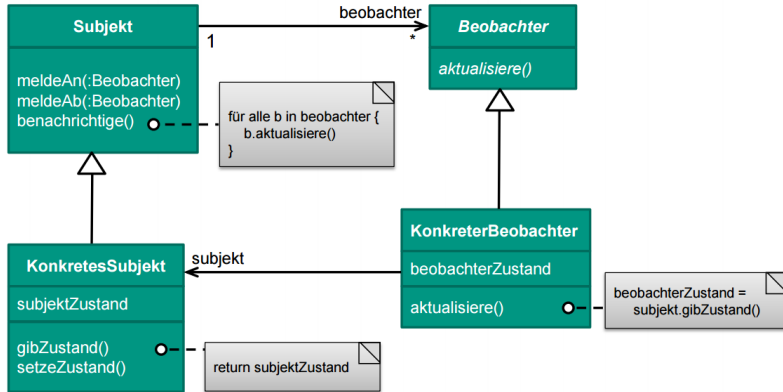 Subjekt
meldeAn(:Beobachter)
meldeAb(:Beobachter)
benachrichtige()
beobachter
1
*
Beobachter
aktualisiere()
für alle b in beobachter {
b.aktualisiere()
}
KonkretesSubjekt
subjektZustand
gibZustand()
setzeZustand()
return subjektZustand
subjekt
KonkreterBeobachter
beobachterZustand
aktualisiere()
beobachterZustand =
subjekt.gibZustand()